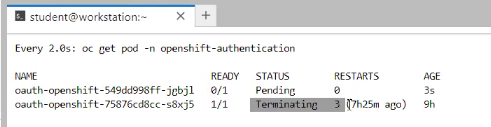 student@workstation:~
Every 2.0s: oc get pod -n openshift-authentication
NAME READY STATUS RESTARTS AGE
oauth-openshift-549dd998ff-jgbjl 0/1 Pending 0 3s
oauth-openshift-75876cd8cc-s8xj5 1/1 Terminating 3 (7h25m ago) 9h